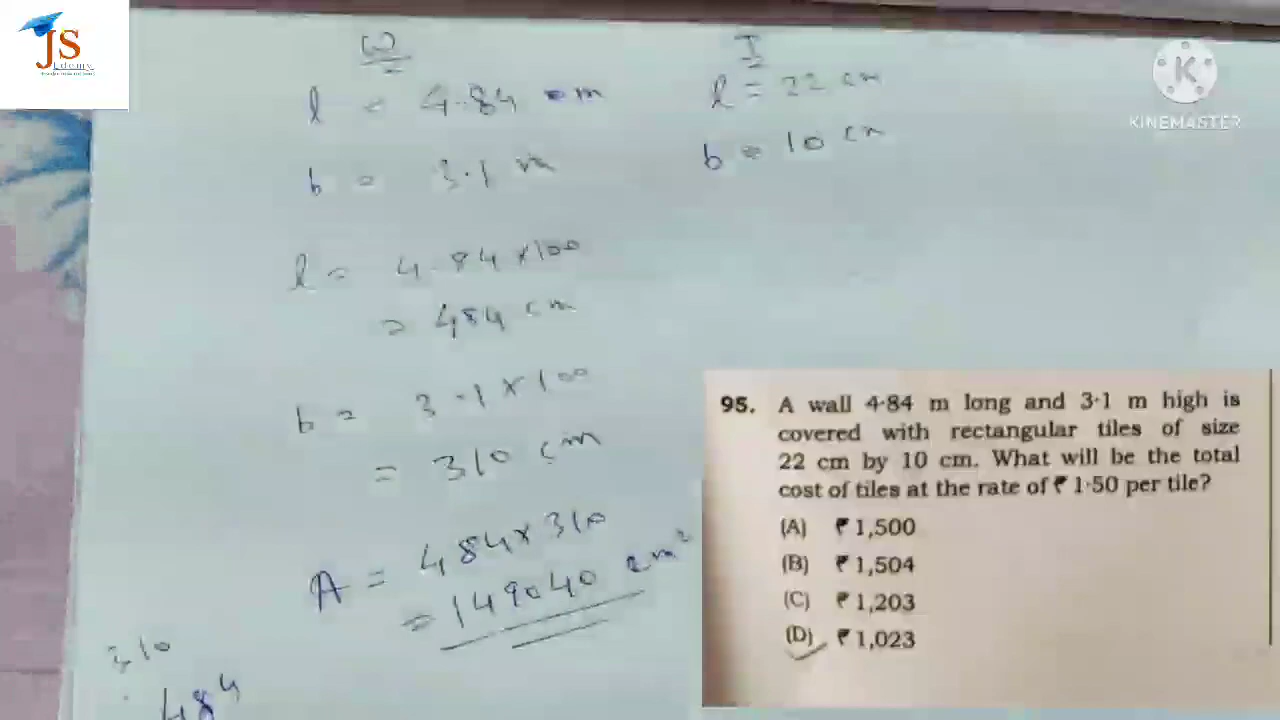 JS
Edemy
K
KINEMASTER
W
l = 4.84 m
b = 3.1 m
l = 4.84 × 100
= 484 cm
b = 3.1 × 100
= 310 cm
A = 484 × 310
= 149040 cm²
310
484
T
l = 22 cm
b = 10 cm
95. A wall 4·84 m long and 3·1 m high is
covered with rectangular tiles of size
22 cm by 10 cm. What will be the total
cost of tiles at the rate of ₹ 1·50 per tile?
(A) ₹ 1,500
(B) ₹ 1,504
(C) ₹ 1,203
(D) ₹ 1,023